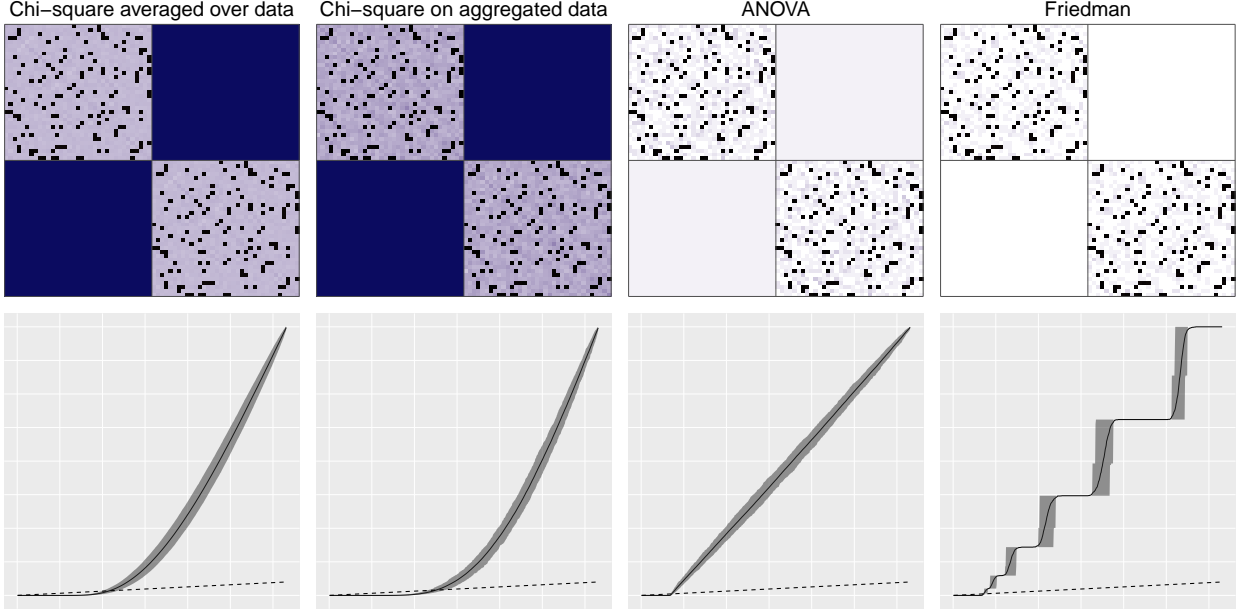 Chi−square averaged over data
Chi−square on aggregated data
ANOVA
Friedman